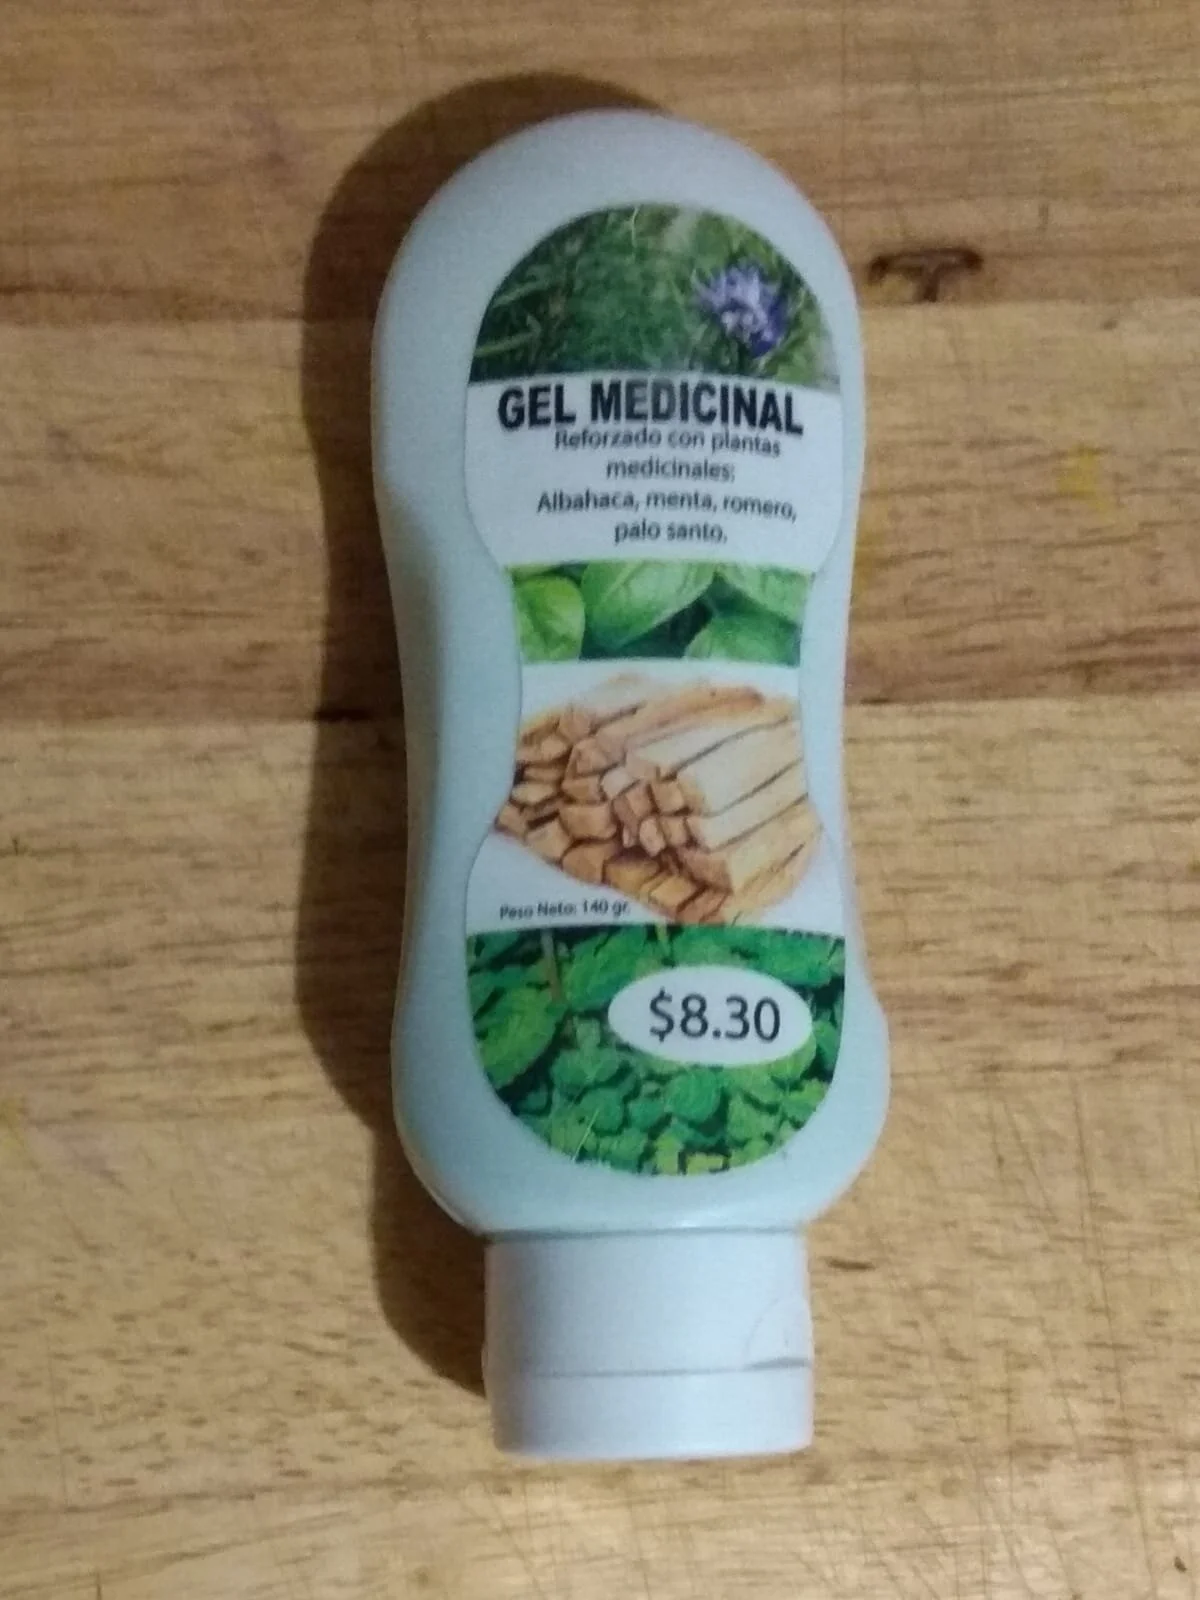 GEL MEDICINAL
Reforzado con plantas
medicinales:
Albahaca, menta, romero,
palo santo.
Peso Neto: 140 gr.
$8.30